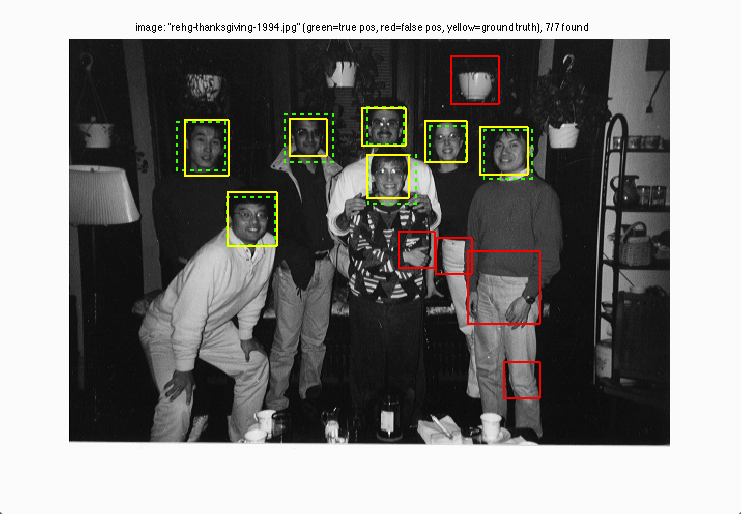 image: "rehg-thanksgiving-1994.jpg" (green=true pos, red=false pos, yellow=ground truth), 7/7 found